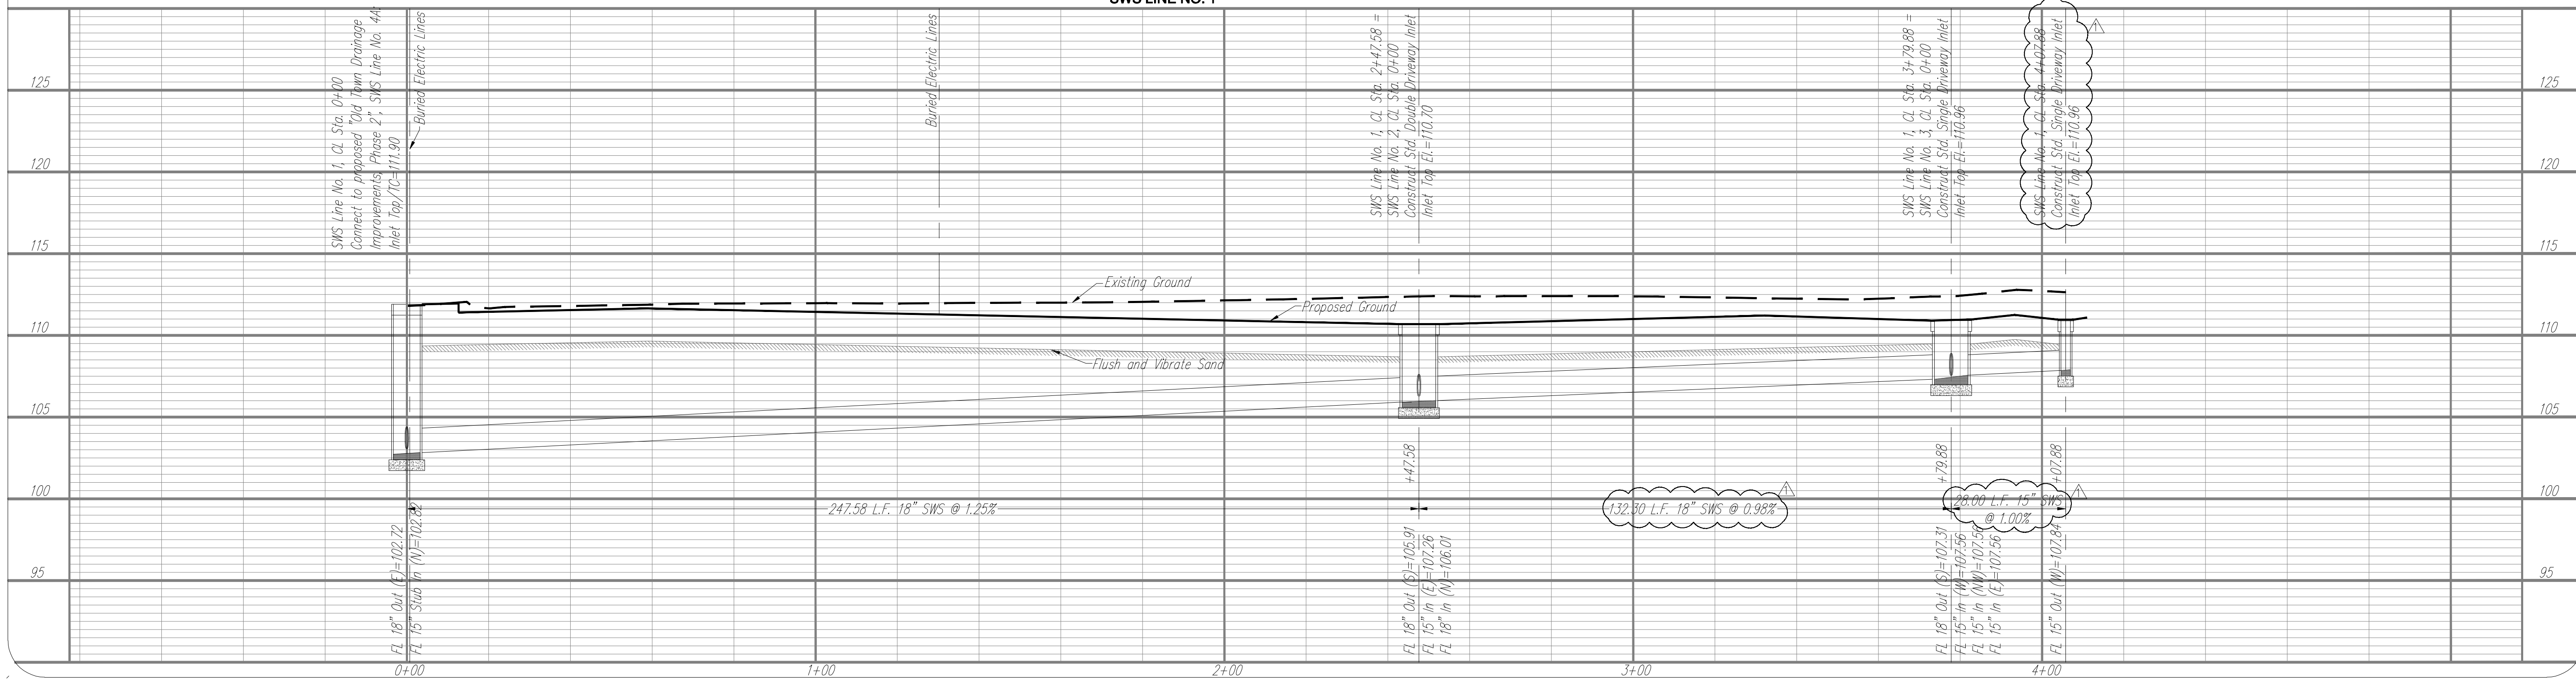 SWS LINE NO. 1
SWS Line No. 1, CL Sta. 0+00
Connect to proposed "Old Town Drainage
Improvements, Phase 2", SWS Line No. 4A:
Inlet Top/TC=111.90
Buried Electric Lines
Buried Electric Lines
SWS Line No. 1, CL Sta. 2+47.58 =
SWS Line No. 2, CL Sta. 0+00
Construct Std. Double Driveway Inlet
Inlet Top El.=110.70
SWS Line No. 1, CL Sta. 3+79.88 =
SWS Line No. 3, CL Sta. 0+00
Construct Std. Single Driveway Inlet
Inlet Top El.=110.96
SWS Line No. 1, CL Sta. 4+07.88
Construct Std. Single Driveway Inlet
Inlet Top El.=110.96
1
125
125
120
120
115
115
110
110
105
105
100
100
95
95
Existing Ground
Proposed Ground
Flush and Vibrate Sand
+47.58
+79.88
+07.88
247.58 L.F. 18" SWS @ 1.25%
132.30 L.F. 18" SWS @ 0.98%
1
28.00 L.F. 15" SWS
@ 1.00%
1
FL 18" Out (E)=102.72
FL 15" Stub In (N)=102.82
FL 18" Out (S)=105.91
FL 15" In (E)=107.26
FL 18" In (N)=106.01
FL 18" Out (S)=107.31
FL 15" In (W)=107.56
FL 15" In (NW)=107.56
FL 15" In (E)=107.56
FL 15" Out (W)=107.84
0+00
1+00
2+00
3+00
4+00